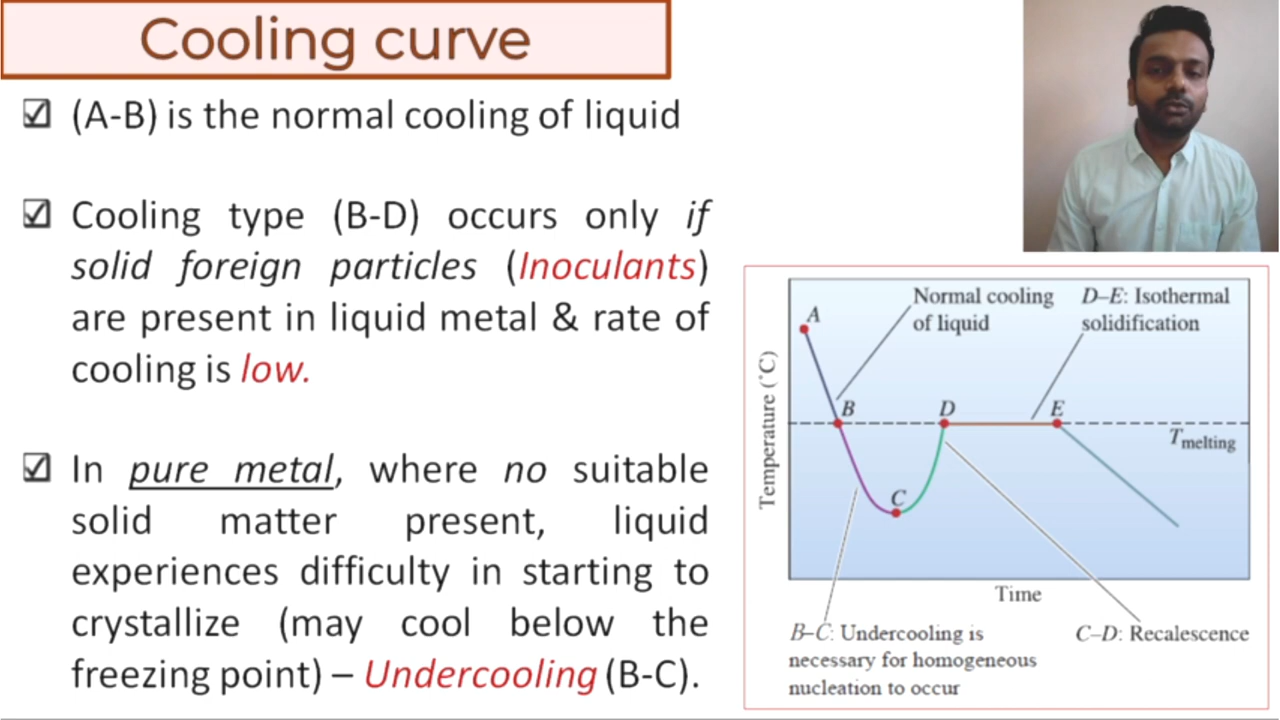 Cooling curve
☑ (A-B) is the normal cooling of liquid
☑ Cooling type (B-D) occurs only if
solid foreign particles (Inoculants)
are present in liquid metal & rate of
cooling is low.
☑ In pure metal, where no suitable
solid matter present, liquid
experiences difficulty in starting to
crystallize (may cool below the
freezing point) – Undercooling (B-C).
Normal cooling
of liquid
D–E: Isothermal
solidification
A
B
D
E
C
Tmelting
Temperature (°C)
Time
B–C: Undercooling is
necessary for homogeneous
nucleation to occur
C–D: Recalescence